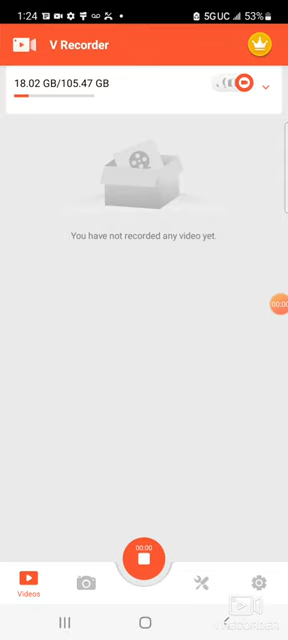 1:24 5G UC 53%
V Recorder
18.02 GB/105.47 GB
You have not recorded any video yet.
00:00
00:00
Videos
VRECORDER